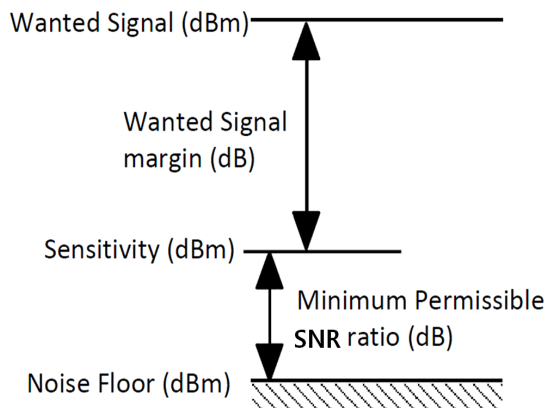 Wanted Signal (dBm)
Wanted Signal
margin (dB)
Sensitivity (dBm)
Minimum Permissible
SNR ratio (dB)
Noise Floor (dBm)